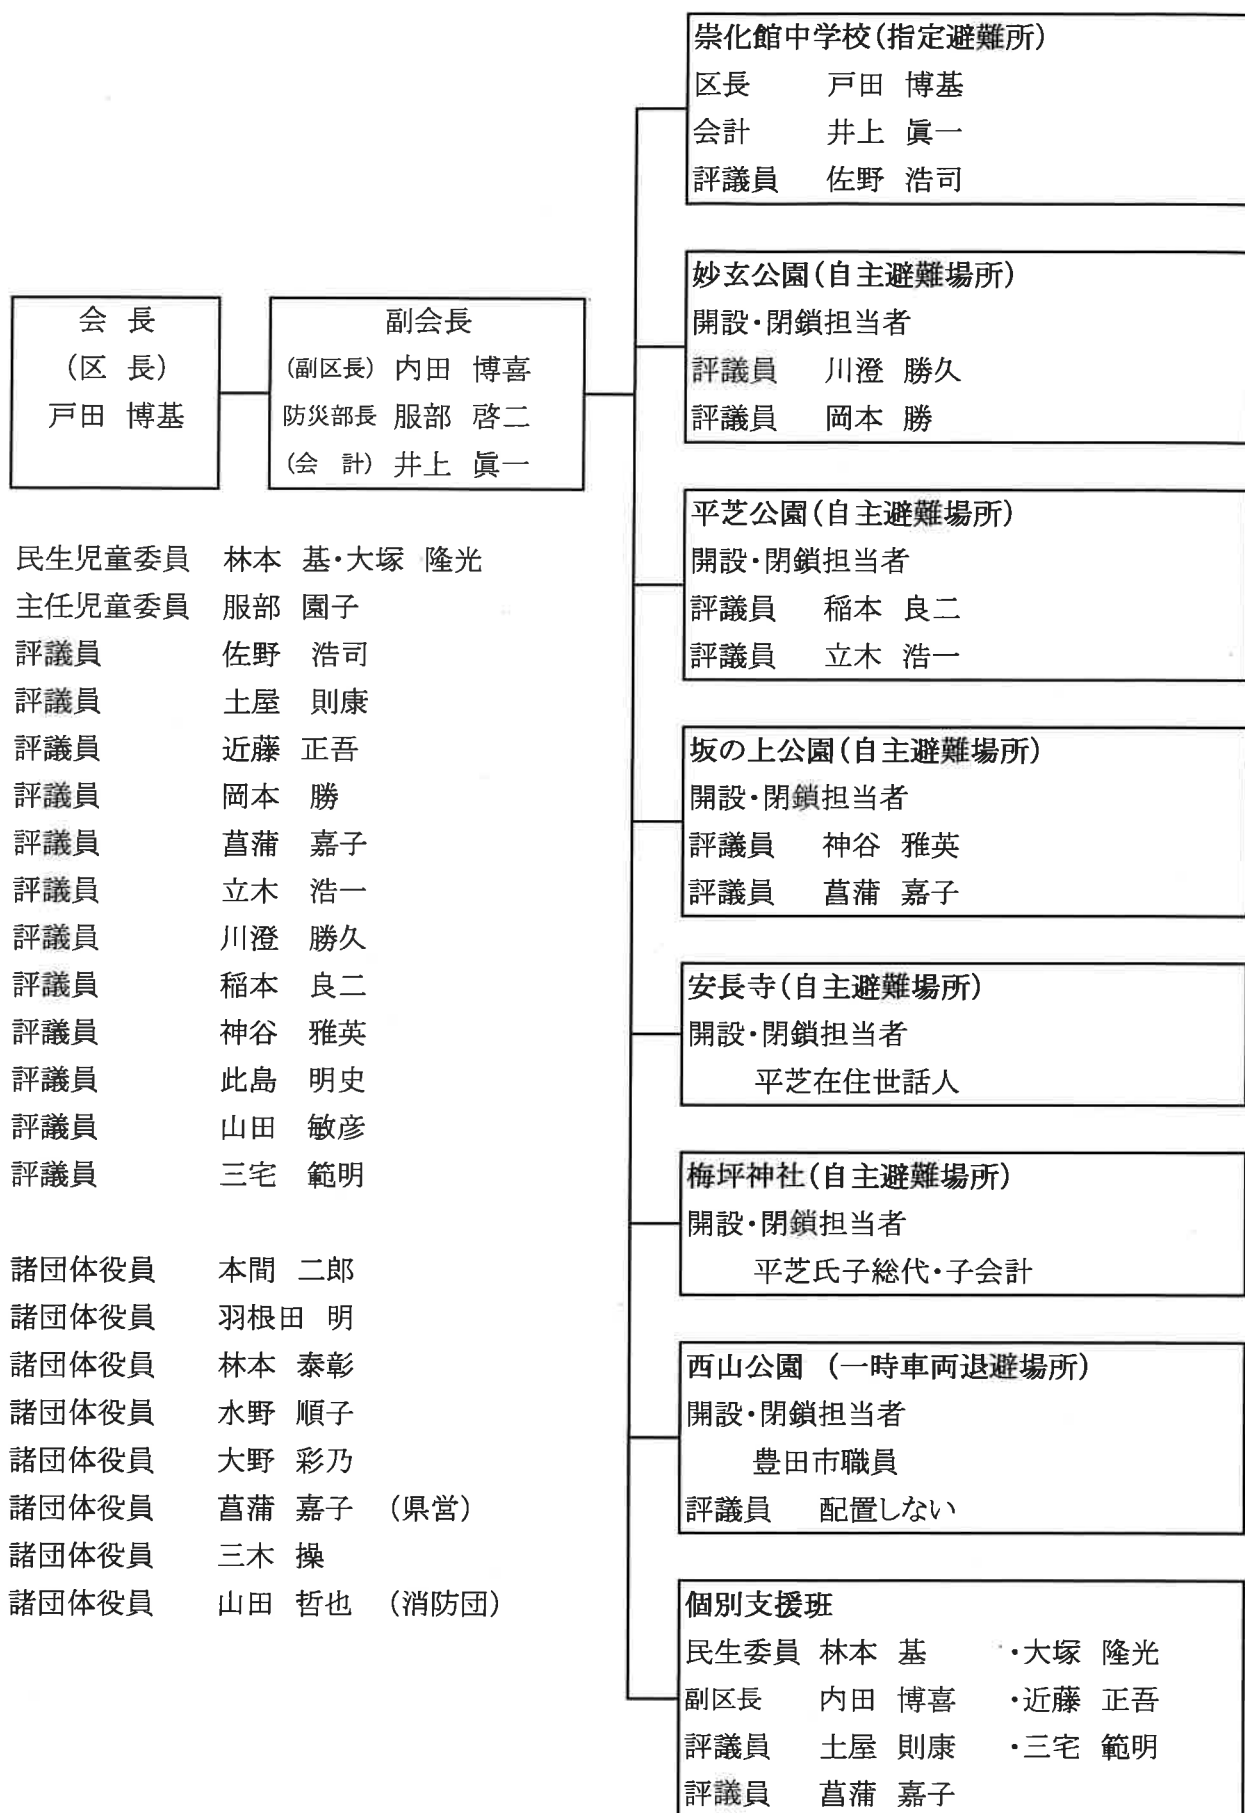 会 長
(区 長)
戸田 博基
副会長
(副区長) 内田 博喜
防災部長 服部 啓二
(会 計) 井上 眞一
民生児童委員 林本 基・大塚 隆光
主任児童委員 服部 園子
評議員 佐野 浩司
評議員 土屋 則康
評議員 近藤 正吾
評議員 岡本 勝
評議員 菖蒲 嘉子
評議員 立木 浩一
評議員 川澄 勝久
評議員 稲本 良二
評議員 神谷 雅英
評議員 此島 明史
評議員 山田 敏彦
評議員 三宅 範明
諸団体役員 本間 二郎
諸団体役員 羽根田 明
諸団体役員 林本 泰彰
諸団体役員 水野 順子
諸団体役員 大野 彩乃
諸団体役員 菖蒲 嘉子 (県営)
諸団体役員 三木 操
諸団体役員 山田 哲也 (消防団)
崇化館中学校(指定避難所)
区長 戸田 博基
会計 井上 眞一
評議員 佐野 浩司
妙玄公園(自主避難場所)
開設・閉鎖担当者
評議員 川澄 勝久
評議員 岡本 勝
平芝公園(自主避難場所)
開設・閉鎖担当者
評議員 稲本 良二
評議員 立木 浩一
坂の上公園(自主避難場所)
開設・閉鎖担当者
評議員 神谷 雅英
評議員 菖蒲 嘉子
安長寺(自主避難場所)
開設・閉鎖担当者
平芝在住世話人
梅坪神社(自主避難場所)
開設・閉鎖担当者
平芝氏子総代・子会計
西山公園 (一時車両退避場所)
開設・閉鎖担当者
豊田市職員
評議員 配置しない
個別支援班
民生委員 林本 基 ・大塚 隆光
副区長 内田 博喜 ・近藤 正吾
評議員 土屋 則康 ・三宅 範明
評議員 菖蒲 嘉子